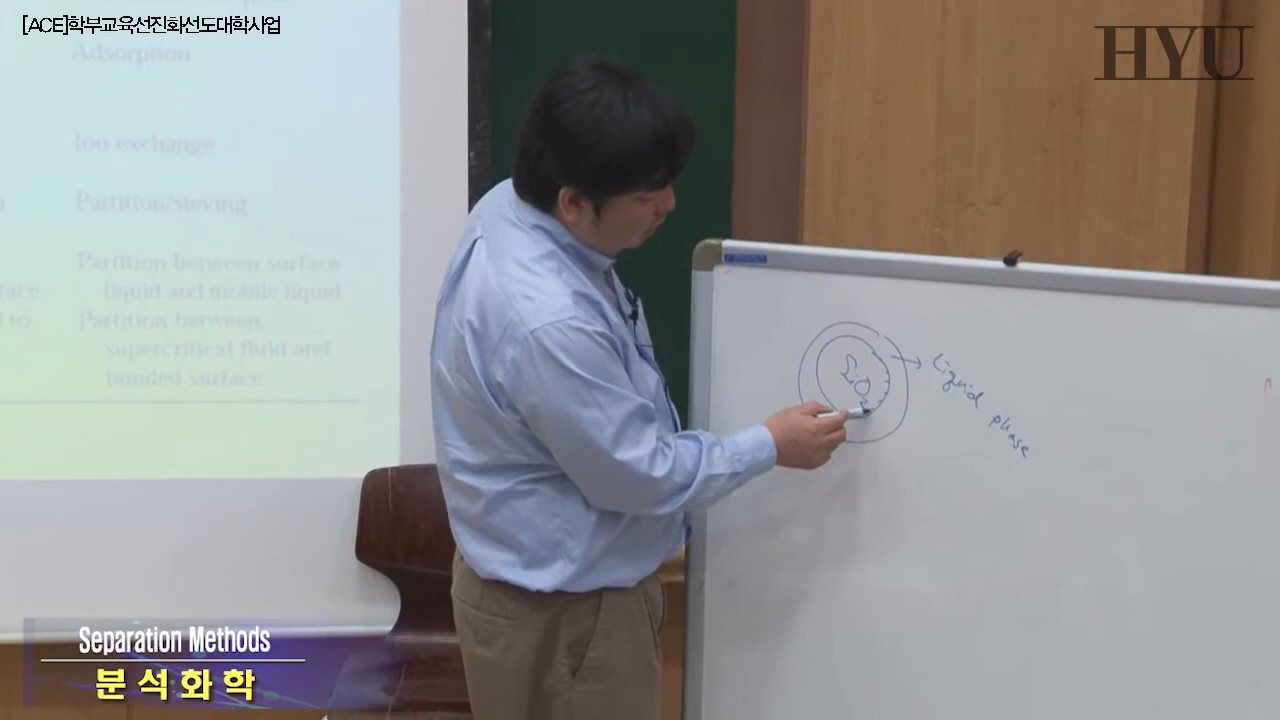 [ACE]학부교육선진화선도대학사업
HYU
Adsorption
Ion exchange
Partition/sieving
Partition between surface
liquid and mobile liquid
Partition between
supercritical fluid and
bonded surface
to
SiO2
Liquid phase
Separation Methods
분석화학